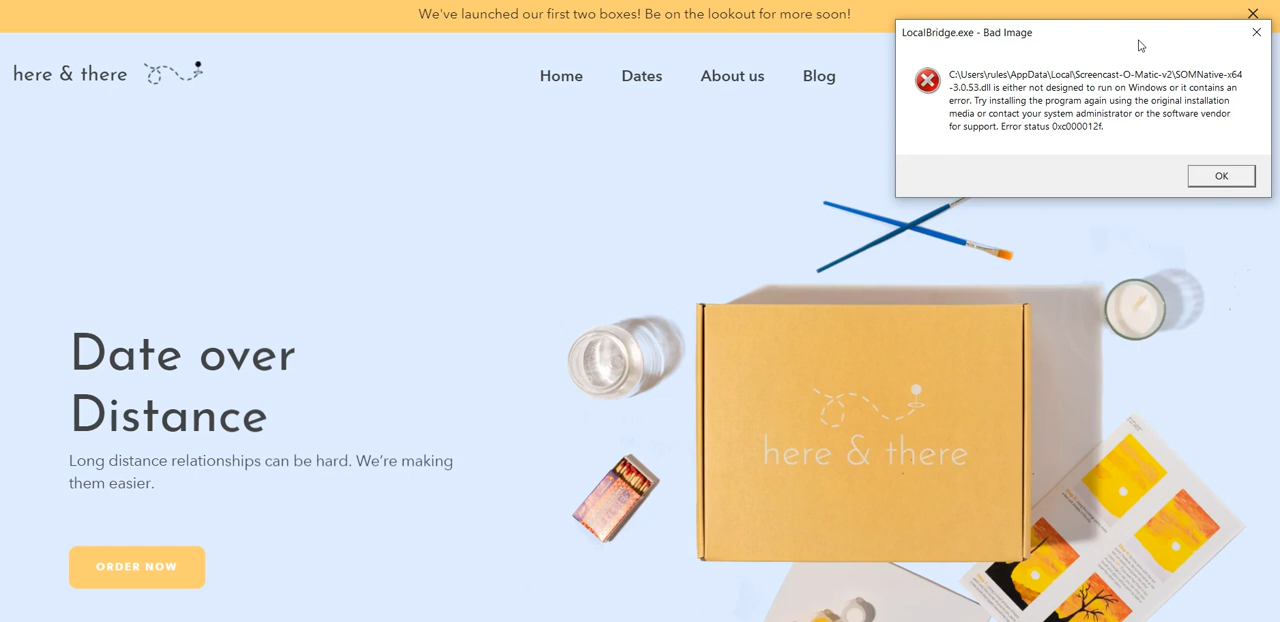 We've launched our first two boxes! Be on the lookout for more soon!
LocalBridge.exe - Bad Image
C:\Users\rules\AppData\Local\Screencast-O-Matic-v2\SOMNative-x64
-3.0.53.dll is either not designed to run on Windows or it contains an
error. Try installing the program again using the original installation
media or contact your system administrator or the software vendor
for support. Error status 0xc000012f.
OK
here & there
Home
Dates
About us
Blog
Date over
Distance
Long distance relationships can be hard. We're making
them easier.
ORDER NOW
here & there